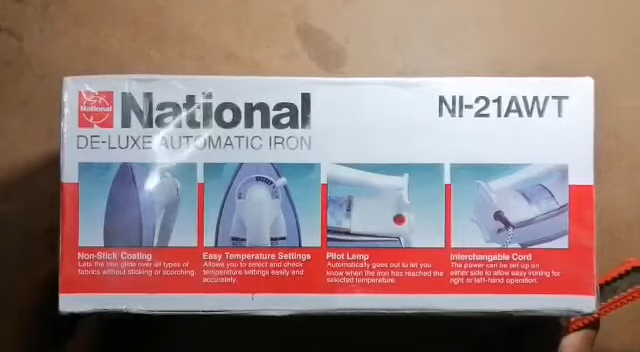 National
National
NI-21AWT
DE-LUXE AUTOMATIC IRON
Non-Stick Coating
Lets the iron glide over all types of
fabrics without sticking or scorching.
Easy Temperature Settings
Allows you to select and check
temperature settings easily and
accurately.
Pilot Lamp
Automatically goes out to let you
know when the iron has reached the
selected temperature.
Interchangable Cord
The power can be set up on
either side to allow easy ironing for
right or left-hand operation.